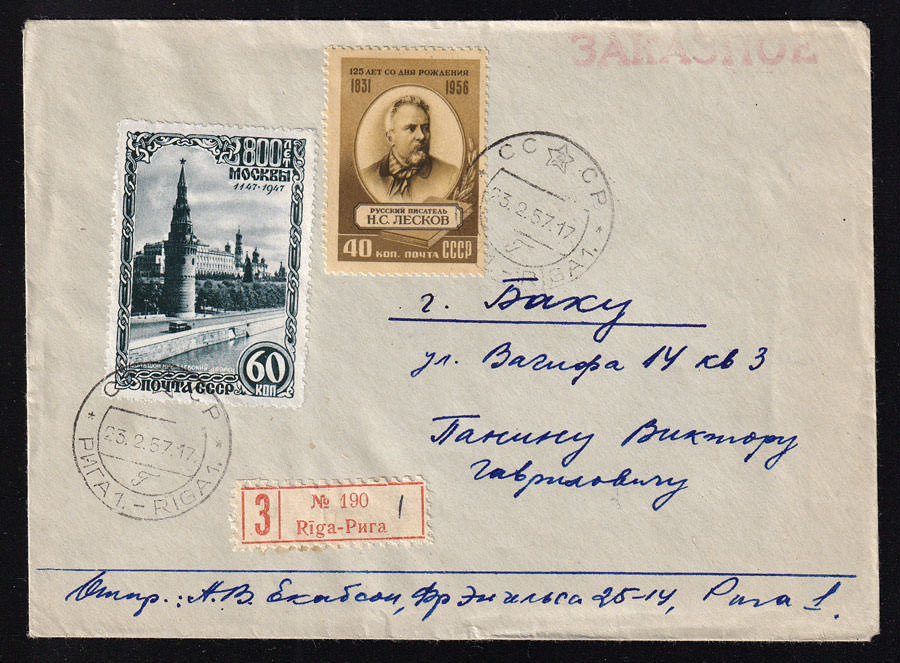 ЗАКАЗНОЕ
125 ЛЕТ СО ДНЯ РОЖДЕНИЯ
1831 1956
РУССКИЙ ПИСАТЕЛЬ
Н.С. ЛЕСКОВ
40 КОП. ПОЧТА СССР
800 ЛЕТ
МОСКВЫ
1147·1947
ПОЧТА СССР
60
КОП
СССР
23.2.57.17
г
-RIGA1.
г. Баку
ул. Вагифа 14 кв 3
Панину Виктору
Гавриловичу
СССР
23.2.57.17
г
РИГА1.-RIGA1.
З
№ 190 1
Rīga-Рига
Отпр.: А.В. Екабсон, Фр Энгельса 25-14, Рига 1.